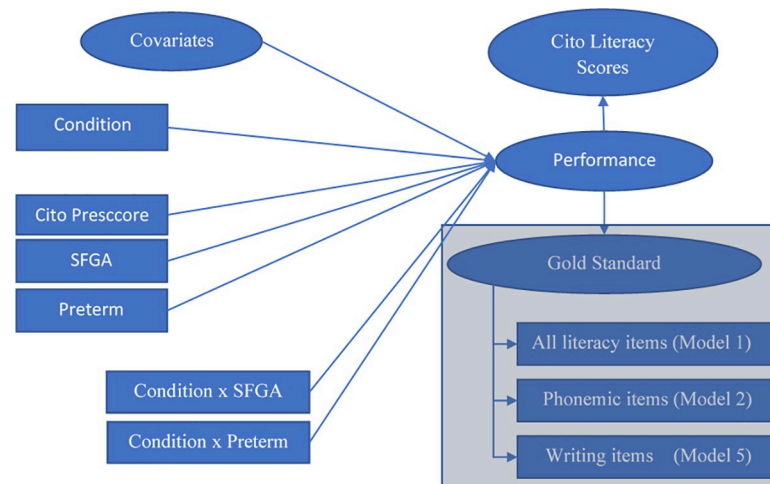 Covariates
Cito Literacy
Scores
Condition
Performance
Cito Presccore
SFGA
Preterm
Gold Standard
All literacy items (Model 1)
Condition x SFGA
Phonemic items (Model 2)
Condition x Preterm
Writing items (Model 5)